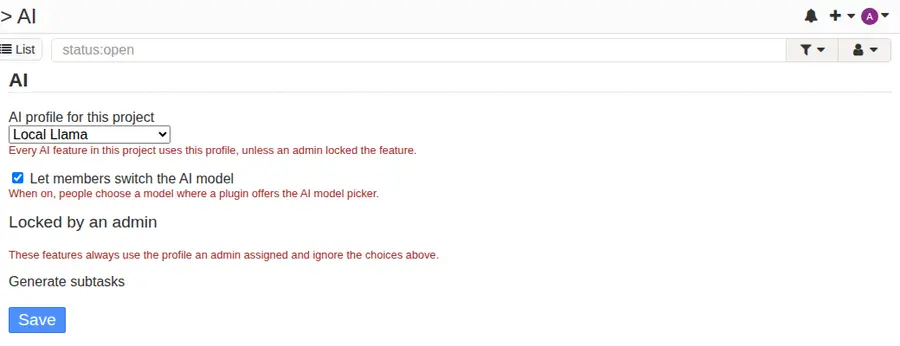 > AI
A
List
status:open
AI
AI profile for this project
Local Llama
Every AI feature in this project uses this profile, unless an admin locked the feature.
Let members switch the AI model
When on, people choose a model where a plugin offers the AI model picker.
Locked by an admin
These features always use the profile an admin assigned and ignore the choices above.
Generate subtasks
Save